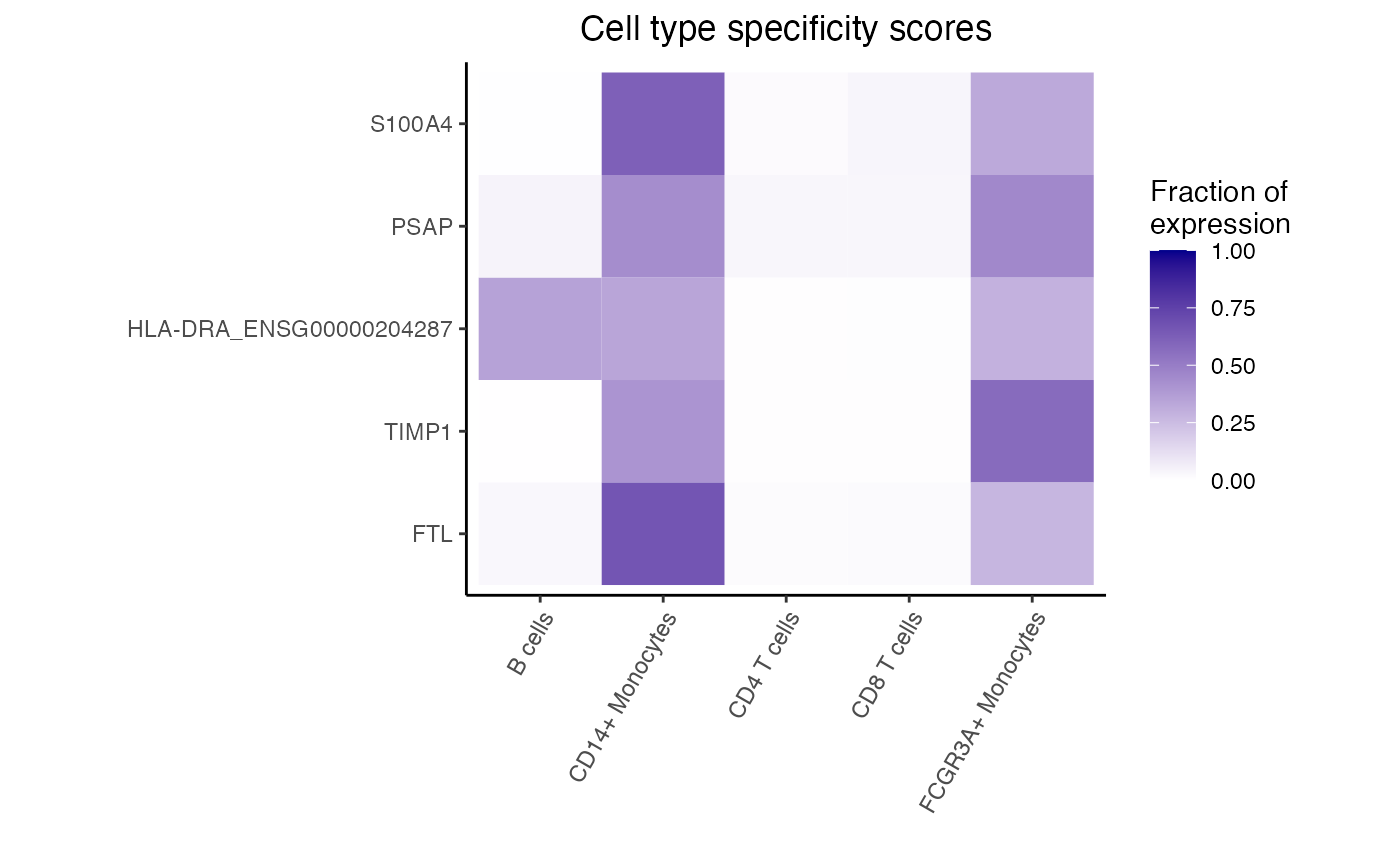 Cell type specificity scores
S100A4
PSAP
HLA-DRA_ENSG00000204287
TIMP1
FTL
B cells
CD14+ Monocytes
CD4 T cells
CD8 T cells
FCGR3A+ Monocytes
Fraction of
expression
1.00
0.75
0.50
0.25
0.00